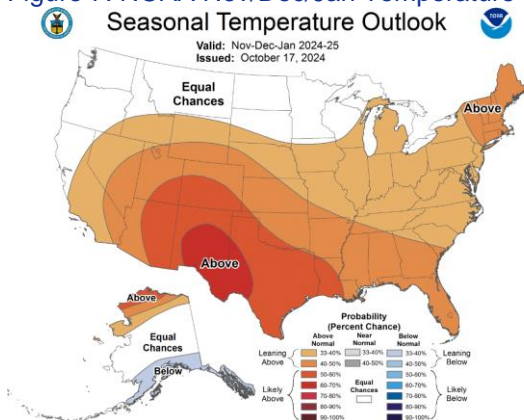 Seasonal Temperature Outlook
Valid: Nov-Dec-Jan 2024-25
Issued: October 17, 2024
Equal
Chances
Above
Above
Above
Equal
Chances
Below
Probability
(Percent Chance)
Above
Normal
Near
Normal
Below
Normal
Leaning
Above
33-40%
40-50%
33-40%
40-50%
33-40%
40-50%
Leaning
Below
Likely
Above
50-60%
60-70%
70-80%
80-90%
90-100%
Equal
Chances
50-60%
60-70%
70-80%
80-90%
90-100%
Likely
Below